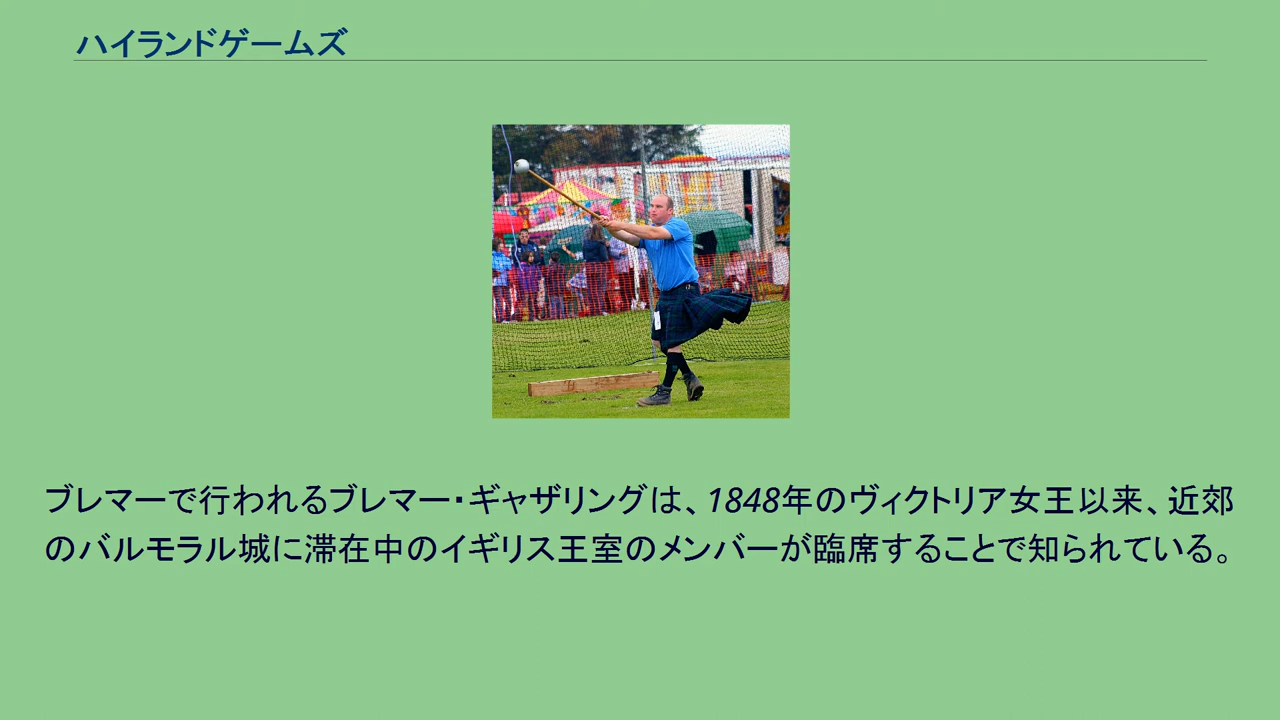 ハイランドゲームズ
ブレマーで行われるブレマー・ギャザリングは、1848年のヴィクトリア女王以来、近郊
のバルモラル城に滞在中のイギリス王室のメンバーが臨席することで知られている。